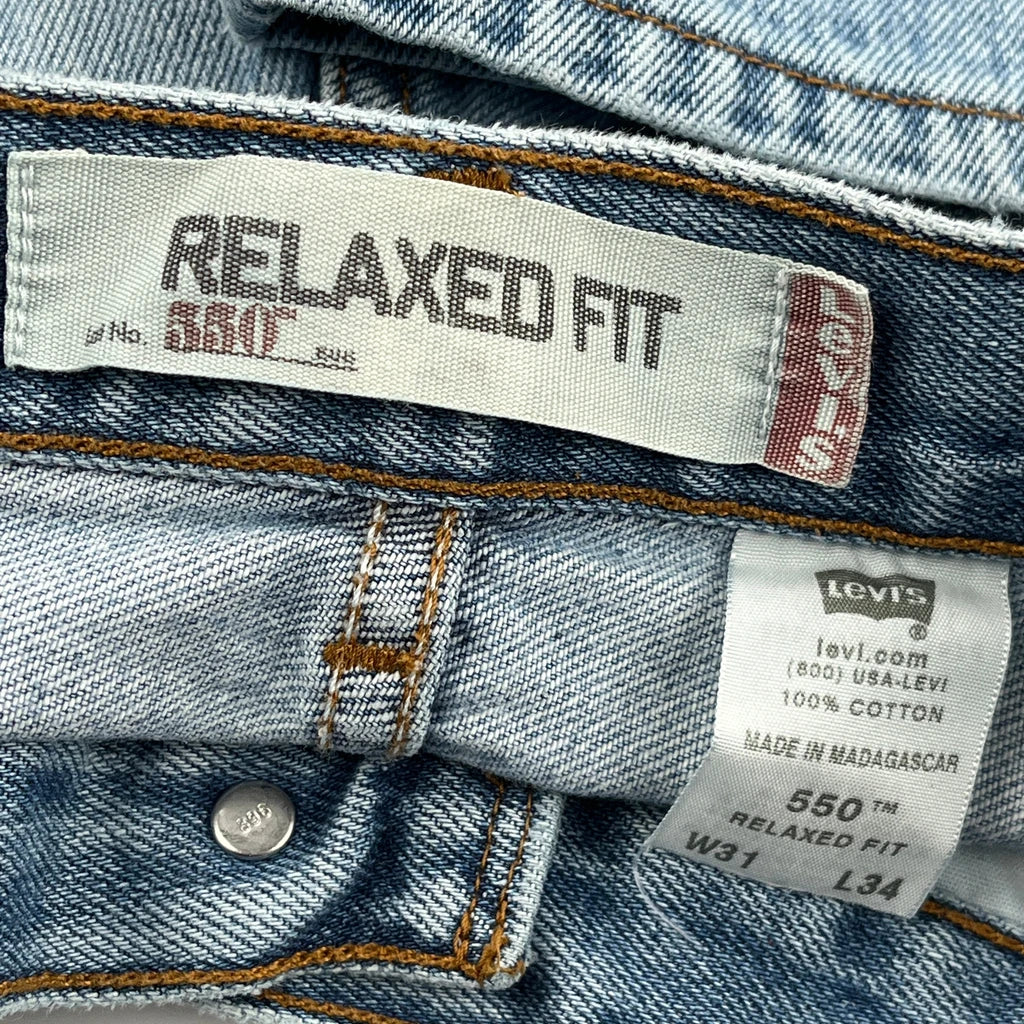 RELAXED FIT
No. 550™
LEVI'S
LEVI'S
®
levi.com
(800) USA-LEVI
100% COTTON
MADE IN MADAGASCAR
550™
RELAXED FIT
W31 L34